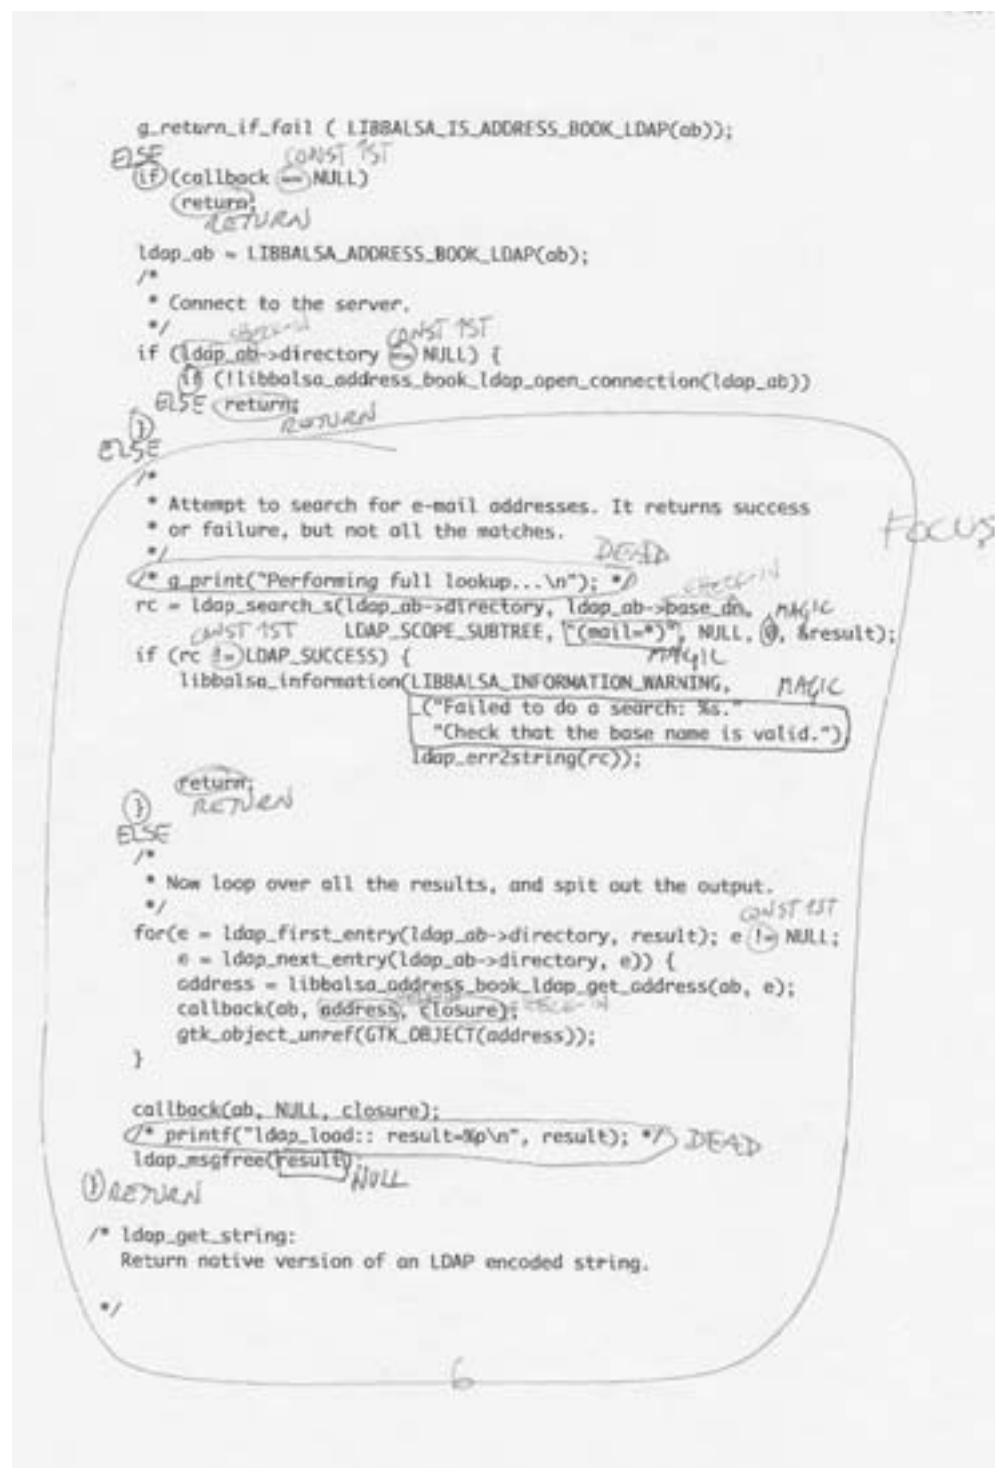 g_return_if_fail ( LIBBALSA_IS_ADDRESS_BOOK_LDAP(ab));
ELSE CONST 1ST
if(callback == NULL)
return;
RETURN
ldap_ab = LIBBALSA_ADDRESS_BOOK_LDAP(ab);
/*
* Connect to the server.
*/
CHECK-IN CONST 1ST
if (ldap_ab->directory == NULL) {
if (!libbalsa_address_book_ldap_open_connection(ldap_ab))
ELSE return;
RETURN
}
ELSE
/*
* Attempt to search for e-mail addresses. It returns success
* or failure, but not all the matches.
FOCUS
*/
DEAD
/* g_print("Performing full lookup...\n"); */
CHECK-IN
rc = ldap_search_s(ldap_ab->directory, ldap_ab->base_dn, MAGIC
CONST 1ST LDAP_SCOPE_SUBTREE, "(mail=*)", NULL, 0, &result);
if (rc != LDAP_SUCCESS) { MAGIC
libbalsa_information(LIBBALSA_INFORMATION_WARNING, MAGIC
_("Failed to do a search: %s."
"Check that the base name is valid."),
ldap_err2string(rc));
return;
RETURN
}
ELSE
/*
* Now loop over all the results, and spit out the output.
*/
CONST 1ST
for(e = ldap_first_entry(ldap_ab->directory, result); e != NULL;
e = ldap_next_entry(ldap_ab->directory, e)) {
address = libbalsa_address_book_ldap_get_address(ab, e);
callback(ab, address, closure); CHECK-IN
gtk_object_unref(GTK_OBJECT(address));
}
callback(ab, NULL, closure);
/* printf("ldap_load:: result=%p\n", result); */ DEAD
ldap_msgfree(result);
NULL
} RETURN
/* ldap_get_string:
Return native version of an LDAP encoded string.
*/
6